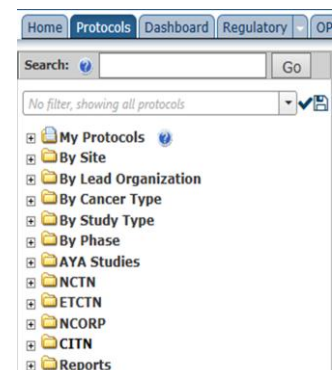 Home Protocols Dashboard Regulatory OP
Search: Go
No filter, showing all protocols
My Protocols
By Site
By Lead Organization
By Cancer Type
By Study Type
By Phase
AYA Studies
NCTN
ETCTN
NCORP
CITN
Reports